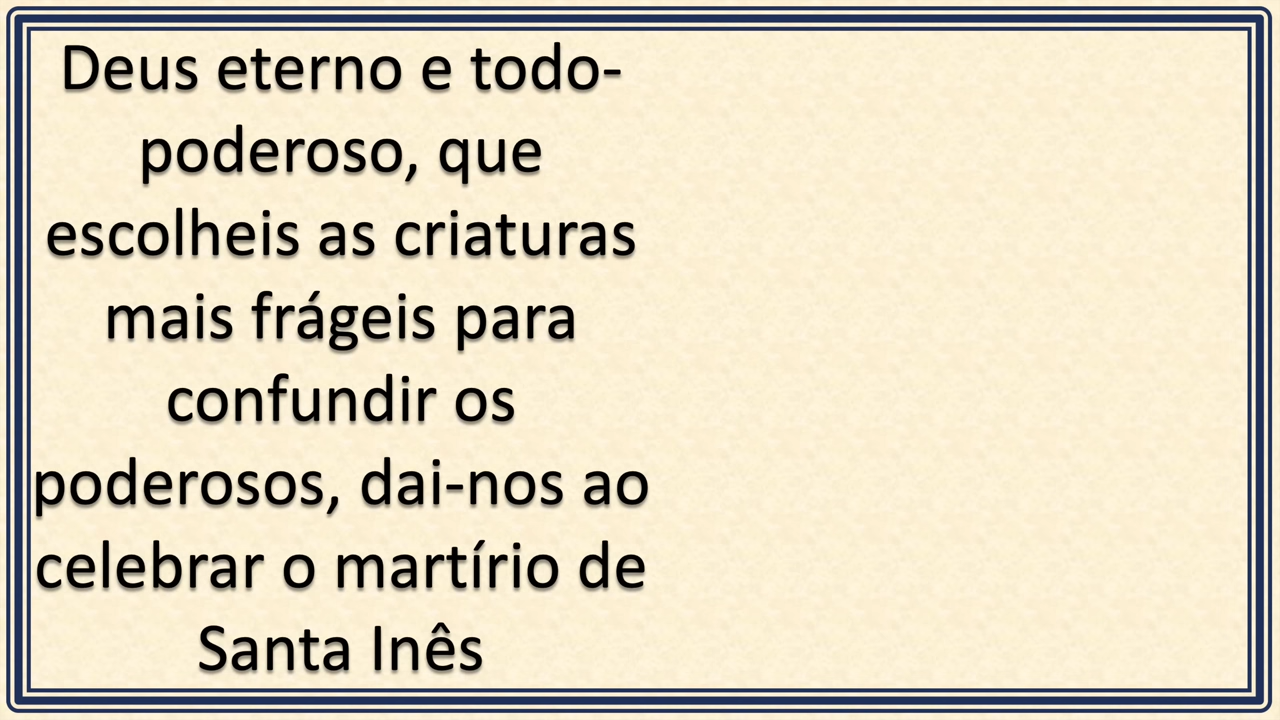 Deus eterno e todo-
poderoso, que
escolheis as criaturas
mais frágeis para
confundir os
poderosos, dai-nos ao
celebrar o martírio de
Santa Inês